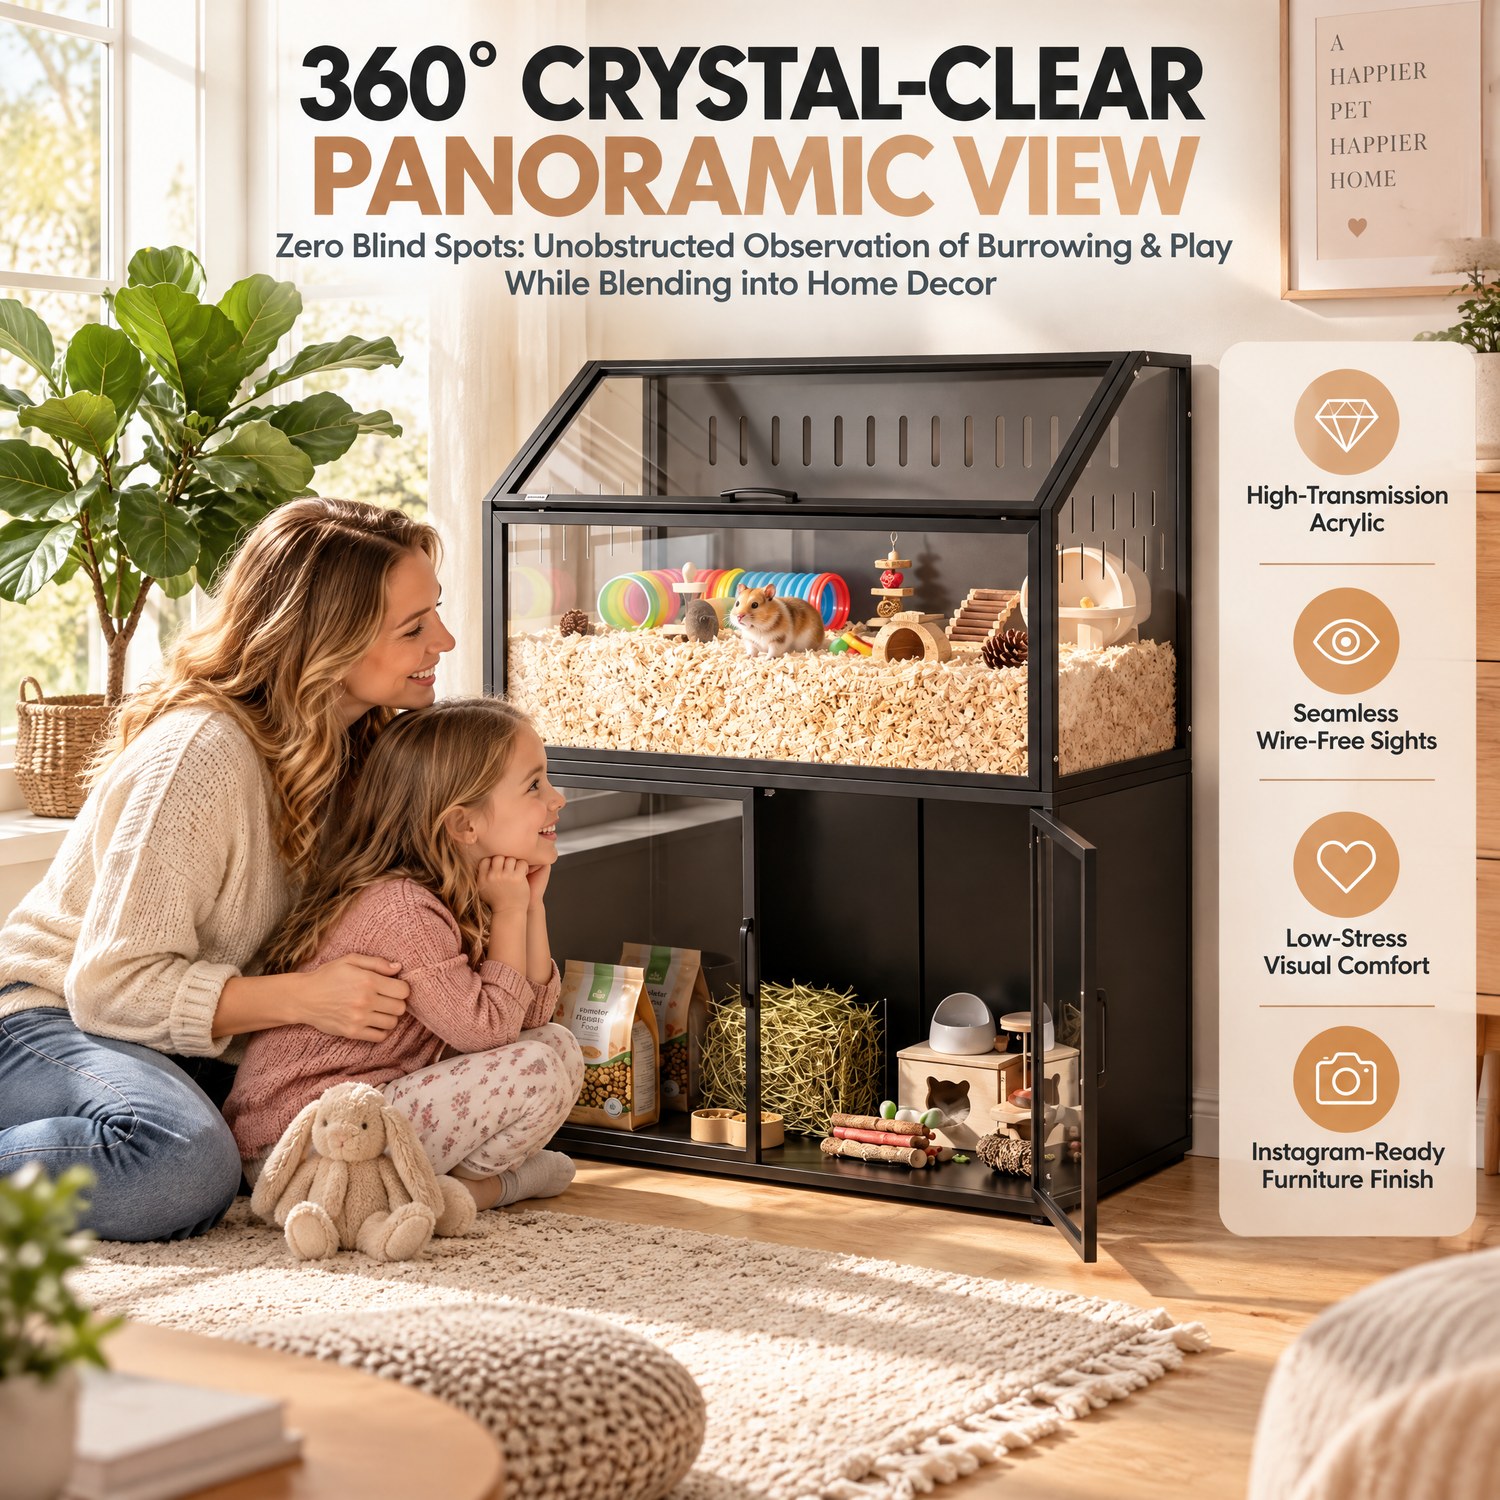 360° CRYSTAL-CLEAR
PANORAMIC VIEW
Zero Blind Spots: Unobstructed Observation of Burrowing & Play
While Blending into Home Decor
A
HAPPIER
PET
HAPPIER
HOME
High-Transmission
Acrylic
Seamless
Wire-Free Sights
Low-Stress
Visual Comfort
Instagram-Ready
Furniture Finish
Food